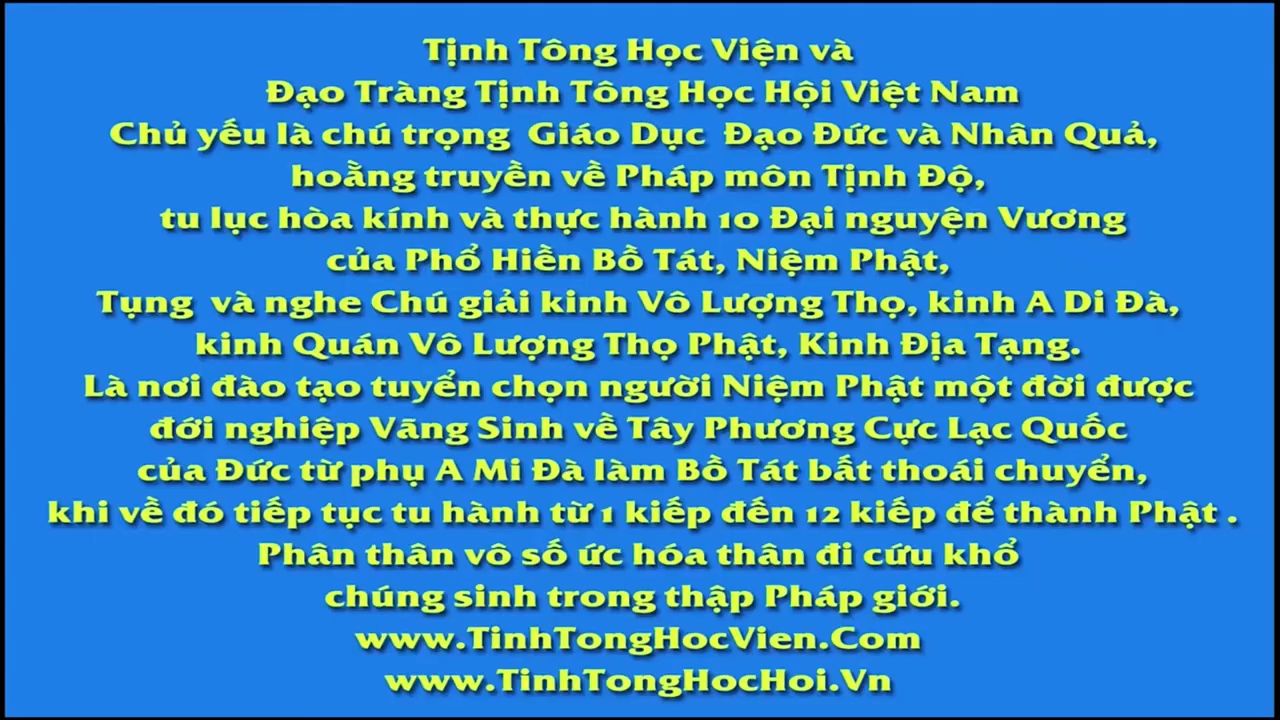 Tịnh Tông Học Viện và
Đạo Tràng Tịnh Tông Học Hội Việt Nam
Chủ yếu là chú trọng Giáo Dục Đạo Đức và Nhân Quả,
hoằng truyền về Pháp môn Tịnh Độ,
tu lục hòa kính và thực hành 10 Đại nguyện Vương
của Phổ Hiền Bồ Tát, Niệm Phật,
Tụng và nghe Chú giải kinh Vô Lượng Thọ, kinh A Di Đà,
kinh Quán Vô Lượng Thọ Phật, Kinh Địa Tạng.
Là nơi đào tạo tuyển chọn người Niệm Phật một đời được
đới nghiệp Vãng Sinh về Tây Phương Cực Lạc Quốc
của Đức từ phụ A Mi Đà làm Bồ Tát bất thoái chuyển,
khi về đó tiếp tục tu hành từ 1 kiếp đến 12 kiếp để thành Phật .
Phân thân vô số ức hóa thân đi cứu khổ
chúng sinh trong thập Pháp giới.
www.TinhTongHocVien.Com
www.TinhTongHocHoi.Vn